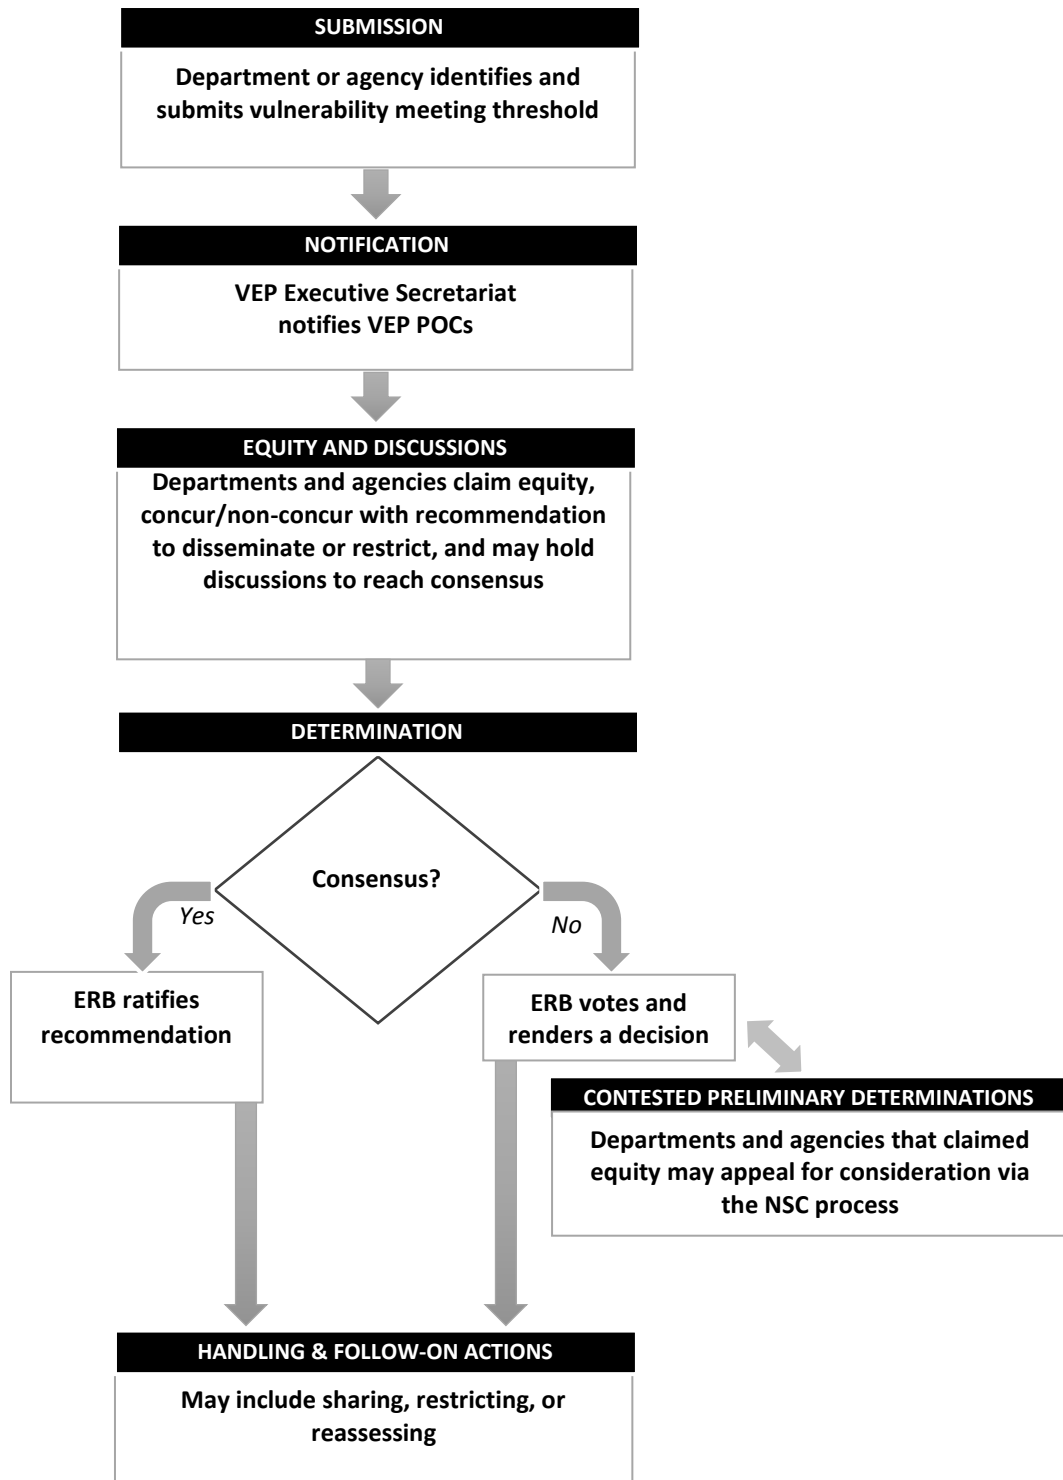 SUBMISSION
Department or agency identifies and
submits vulnerability meeting threshold
NOTIFICATION
VEP Executive Secretariat
notifies VEP POCs
EQUITY AND DISCUSSIONS
Departments and agencies claim equity,
concur/non-concur with recommendation
to disseminate or restrict, and may hold
discussions to reach consensus
DETERMINATION
Consensus?
Yes
No
ERB ratifies
recommendation
ERB votes and
renders a decision
CONTESTED PRELIMINARY DETERMINATIONS
Departments and agencies that claimed
equity may appeal for consideration via
the NSC process
HANDLING & FOLLOW-ON ACTIONS
May include sharing, restricting, or
reassessing